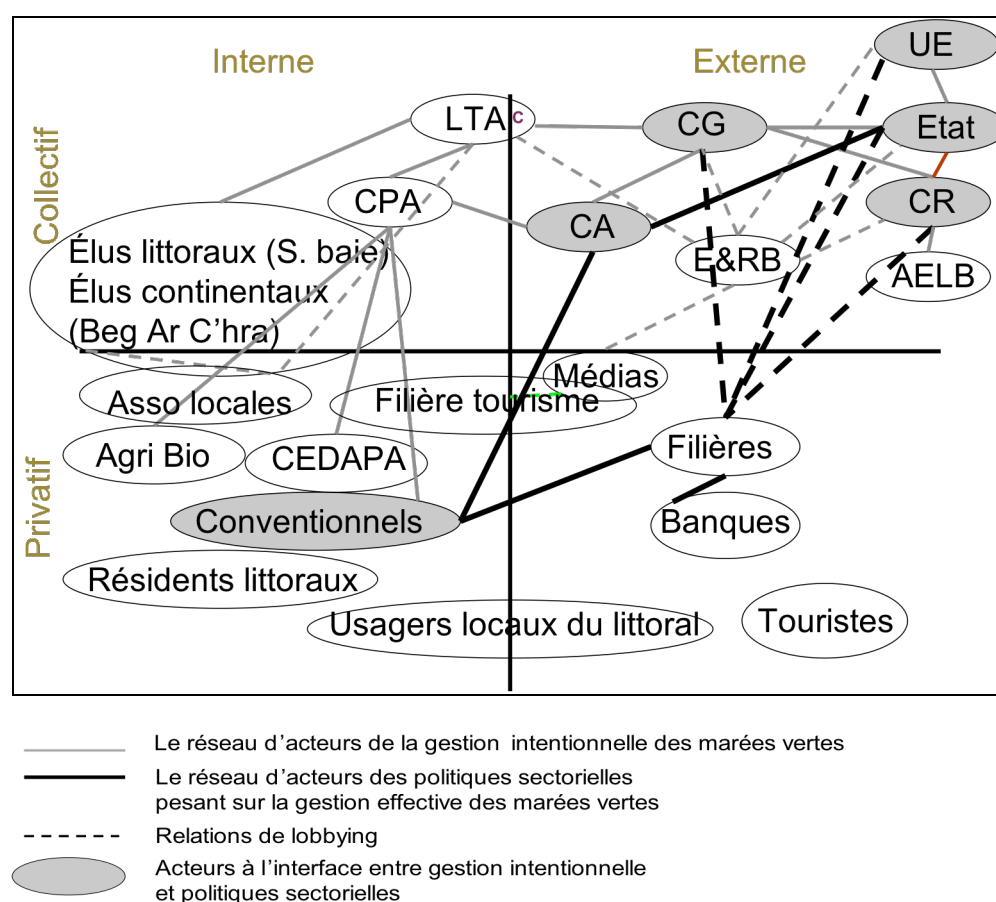 Interne
Externe
Collectif
Privatif
UE
LTA
C
CG
Etat
CPA
CA
CR
E&RB
AELB
Élus littoraux (S. baie)
Élus continentaux
(Beg Ar C’hra)
Médias
Asso locales
Filière tourisme
Agri Bio
CEDAPA
Filières
Conventionnels
Banques
Résidents littoraux
Usagers locaux du littoral
Touristes
Le réseau d’acteurs de la gestion intentionnelle des marées vertes
Le réseau d’acteurs des politiques sectorielles
pesant sur la gestion effective des marées vertes
Relations de lobbying
Acteurs à l’interface entre gestion intentionnelle
et politiques sectorielles